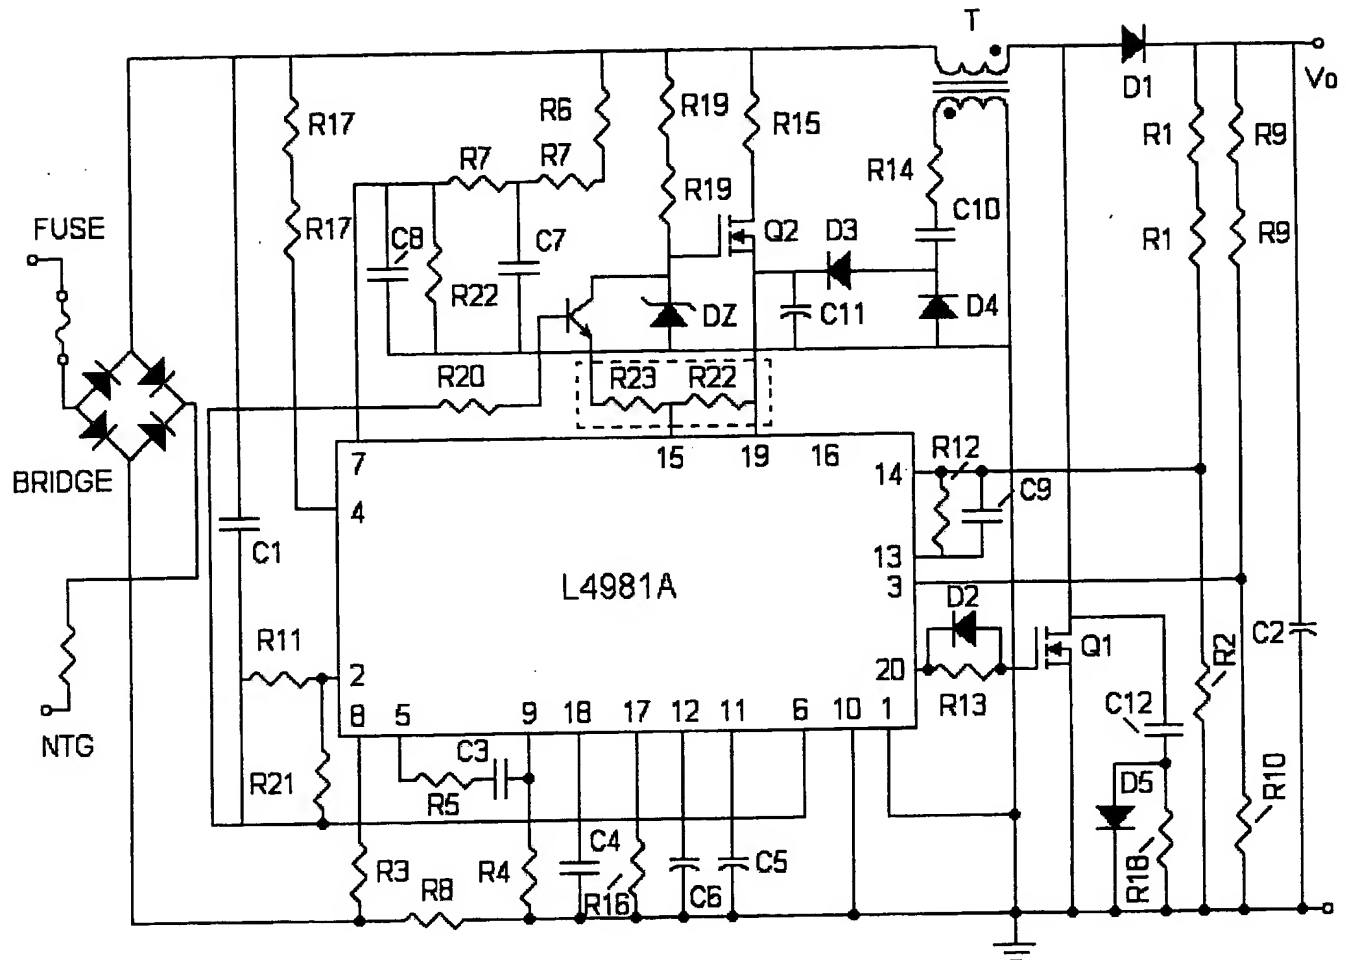 T
D1
Vo
R17
R6
R19
R15
R1
R9
R7
R7
R14
R19
C10
FUSE
R17
C8
C7
Q2
D3
R1
R9
R22
DZ
C11
D4
R20
R23
R22
BRIDGE
7
15
19
16
14
R12
C9
4
C1
13
L4981A
3
D2
R11
2
20
R13
Q1
R2
C2
NTG
8
5
9
18
17
12
11
6
10
1
C12
R21
C3
R5
D5
R10
R3
R8
R4
C4
R16
C6
C5
R18